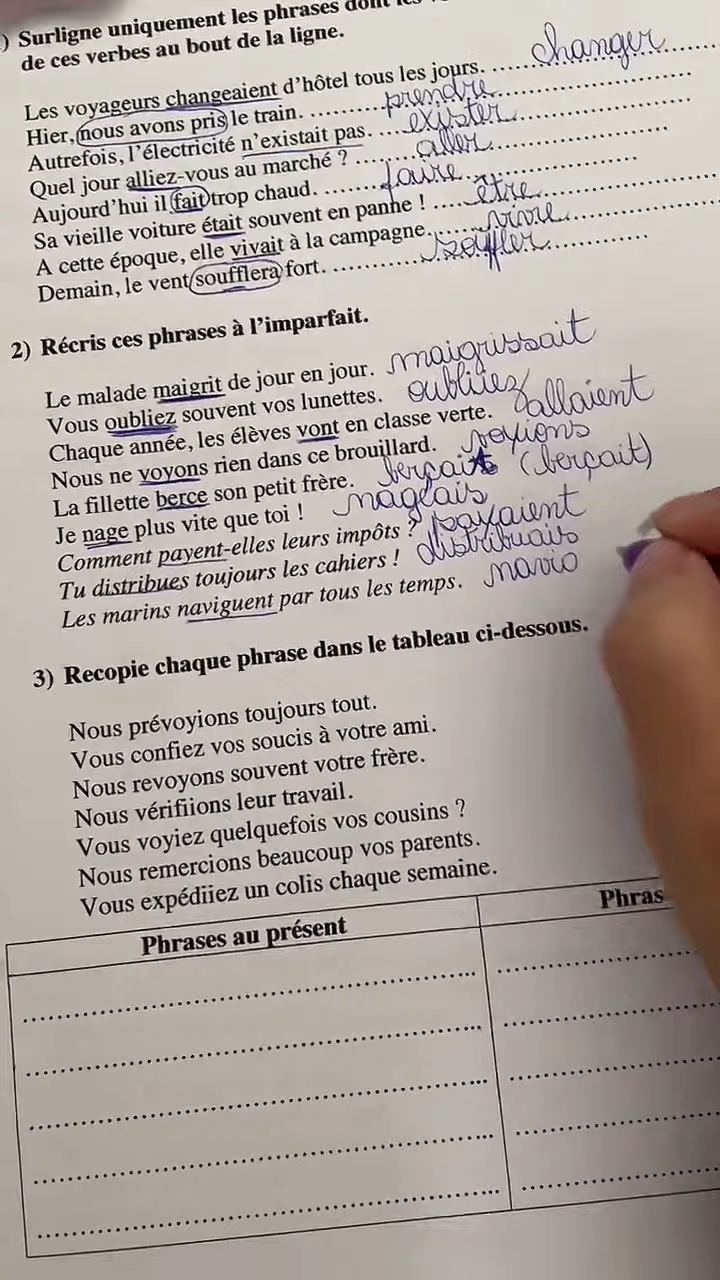 ) Surligne uniquement les phrases dont les
de ces verbes au bout de la ligne.
Les voyageurs changeaient d'hôtel tous les jours. changer
Hier, nous avons pris le train. prendre
Autrefois, l'électricité n'existait pas. exister
Quel jour alliez-vous au marché ? aller
Aujourd'hui il fait trop chaud. faire
Sa vieille voiture était souvent en panne ! être
A cette époque, elle vivait à la campagne. vivre
Demain, le vent soufflera fort. souffler
2) Récris ces phrases à l'imparfait.
Le malade maigrit de jour en jour. maigrissait
Vous oubliez souvent vos lunettes. oubliiez
Chaque année, les élèves vont en classe verte. allaient
Nous ne voyons rien dans ce brouillard. voyions
La fillette berce son petit frère. berçait (berçait)
Je nage plus vite que toi ! nageais
Comment payent-elles leurs impôts ? payaient
Tu distribues toujours les cahiers ! distribuais
Les marins naviguent par tous les temps. navio
3) Recopie chaque phrase dans le tableau ci-dessous.
Nous prévoyions toujours tout.
Vous confiez vos soucis à votre ami.
Nous revoyons souvent votre frère.
Nous vérifiions leur travail.
Vous voyiez quelquefois vos cousins ?
Nous remercions beaucoup vos parents.
Vous expédiiez un colis chaque semaine.
Phrases au présent Phras